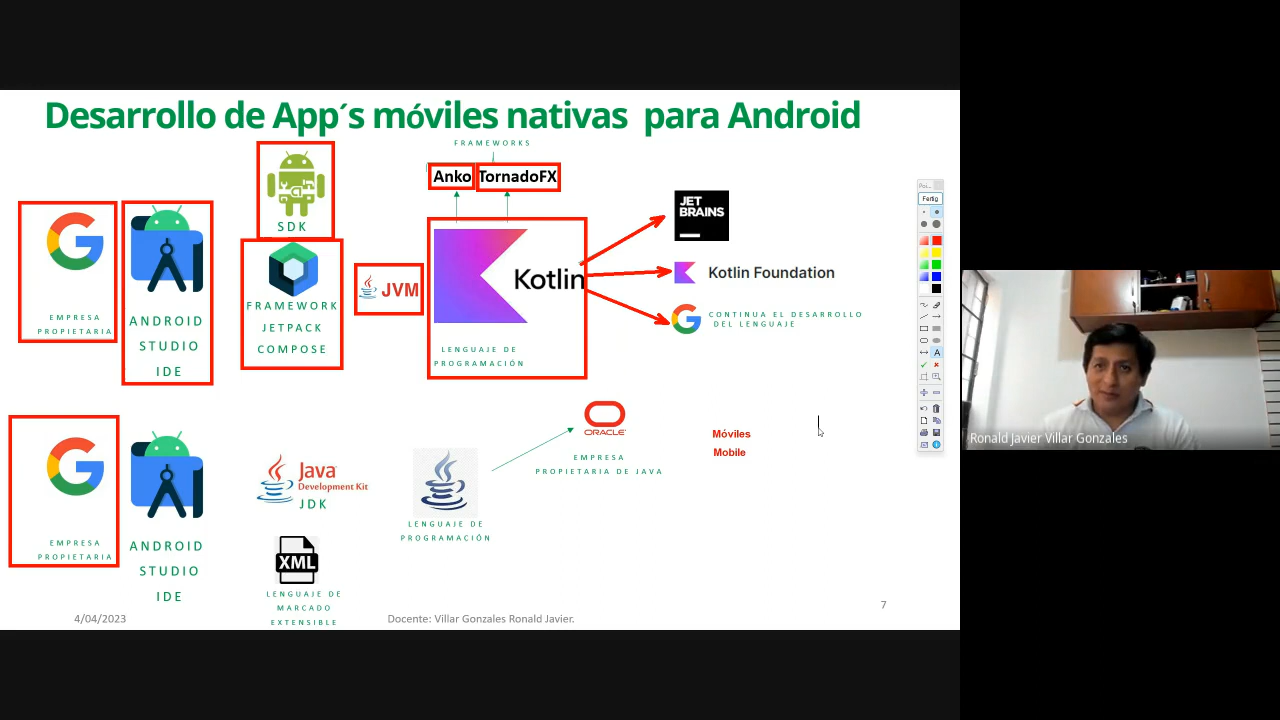 Desarrollo de App´s móviles nativas para Android
FRAMEWORKS
Anko
TornadoFX
SDK
EMPRESA
PROPIETARIA
ANDROID
STUDIO
IDE
FRAMEWORK
JETPACK
COMPOSE
JVM
Kotlin
LENGUAJE DE
PROGRAMACIÓN
JET
BRAINS
Kotlin Foundation
CONTINUA EL DESARROLLO
DEL LENGUAJE
Fertig
A
EMPRESA
PROPIETARIA
ANDROID
STUDIO
IDE
Java
Development Kit
JDK
XML
LENGUAJE DE
MARCADO
EXTENSIBLE
LENGUAJE DE
PROGRAMACIÓN
ORACLE
EMPRESA
PROPIETARIA DE JAVA
Móviles
Mobile
4/04/2023
Docente: Villar Gonzales Ronald Javier.
7
Ronald Javier Villar Gonzales